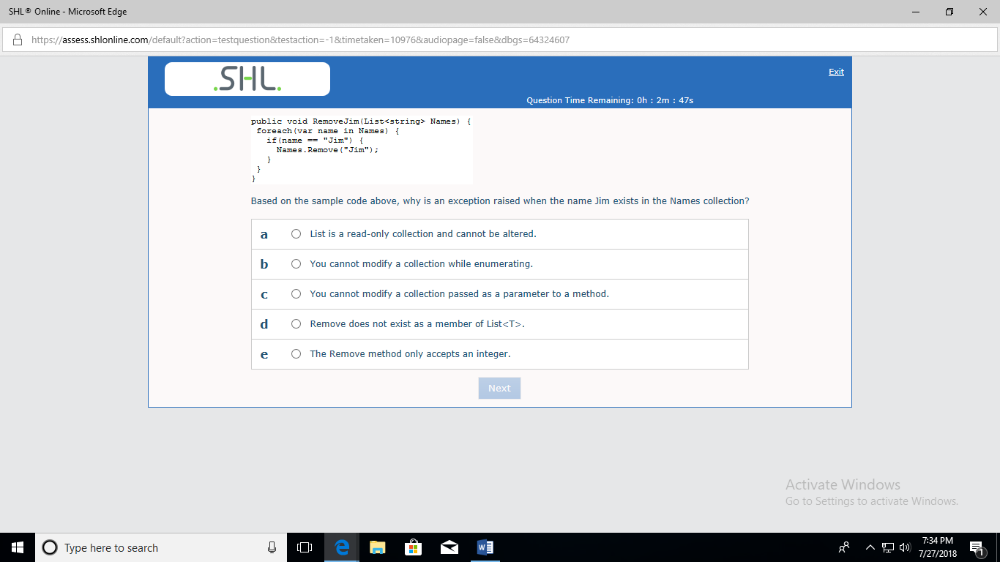 SHL® Online - Microsoft Edge
https://assess.shlonline.com/default?action=testquestion&testaction=-1&timetaken=10976&audiopage=false&dbgs=64324607
.SHL.
Exit
Question Time Remaining: 0h : 2m : 47s
public void RemoveJim(List<string> Names) {
foreach(var name in Names) {
if(name == "Jim") {
Names.Remove("Jim");
}
}
}
Based on the sample code above, why is an exception raised when the name Jim exists in the Names collection?
a List is a read-only collection and cannot be altered.
b You cannot modify a collection while enumerating.
c You cannot modify a collection passed as a parameter to a method.
d Remove does not exist as a member of List<T>.
e The Remove method only accepts an integer.
Next
Activate Windows
Go to Settings to activate Windows.
Type here to search
7:34 PM
7/27/2018
1